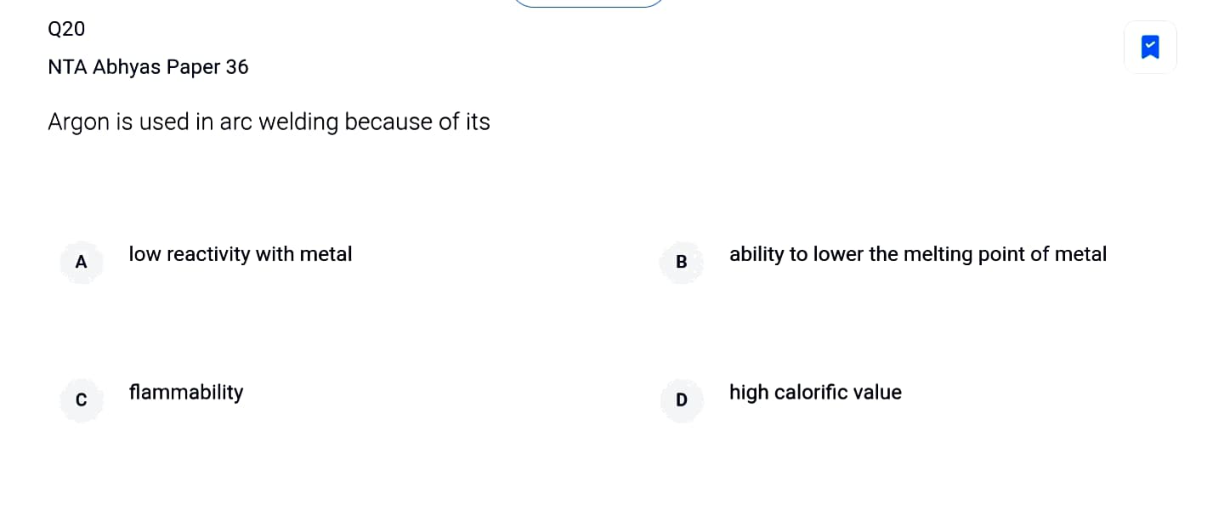 Q20
NTA Abhyas Paper 36
Argon is used in arc welding because of its
A low reactivity with metal
B ability to lower the melting point of metal
C flammability
D high calorific value